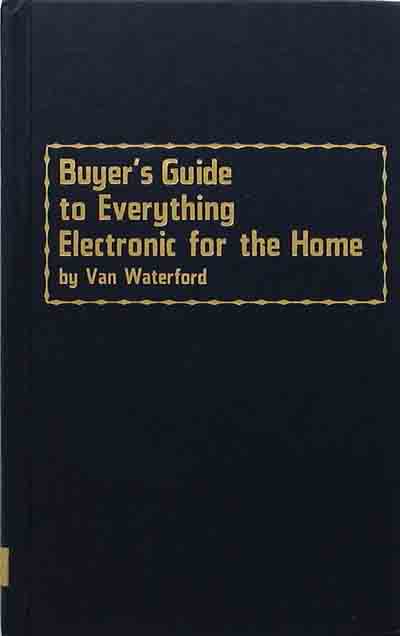 Buyer's Guide
to Everything
Electronic for the Home
by Van Waterford